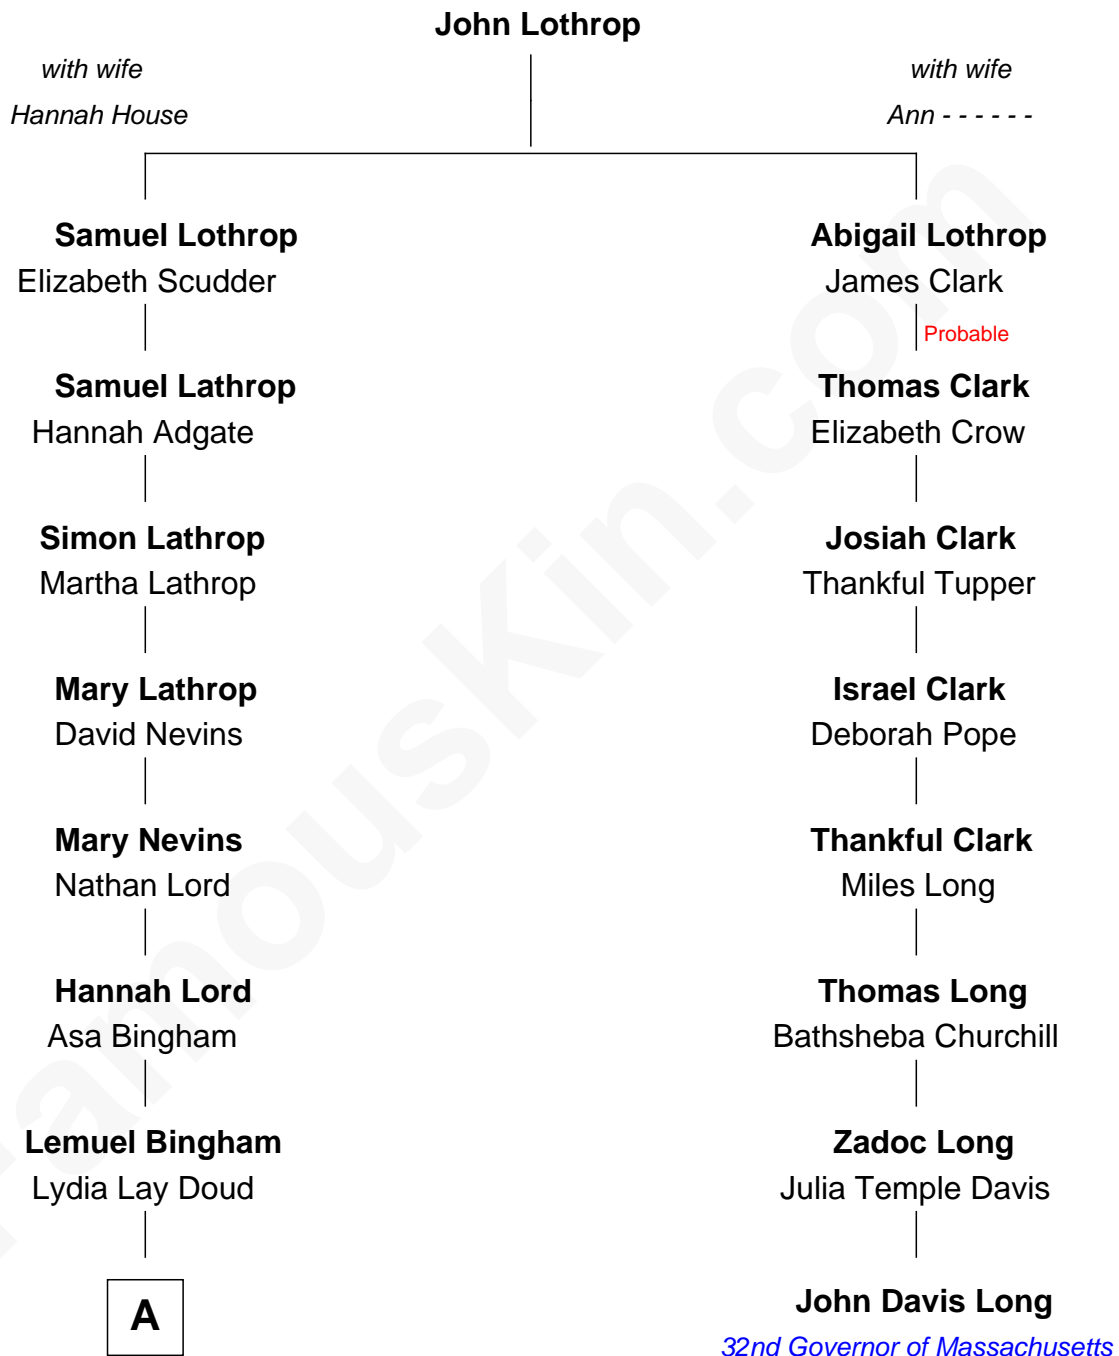 John Lothrop
with wife
Hannah House
with wife
Ann - - - - - -
Samuel Lothrop
Elizabeth Scudder
Abigail Lothrop
James Clark
Probable
Samuel Lathrop
Hannah Adgate
Thomas Clark
Elizabeth Crow
Simon Lathrop
Martha Lathrop
Josiah Clark
Thankful Tupper
Mary Lathrop
David Nevins
Israel Clark
Deborah Pope
Mary Nevins
Nathan Lord
Thankful Clark
Miles Long
Hannah Lord
Asa Bingham
Thomas Long
Bathsheba Churchill
Lemuel Bingham
Lydia Lay Doud
Zadoc Long
Julia Temple Davis
A
John Davis Long
32nd Governor of Massachusetts
FamousKin.com